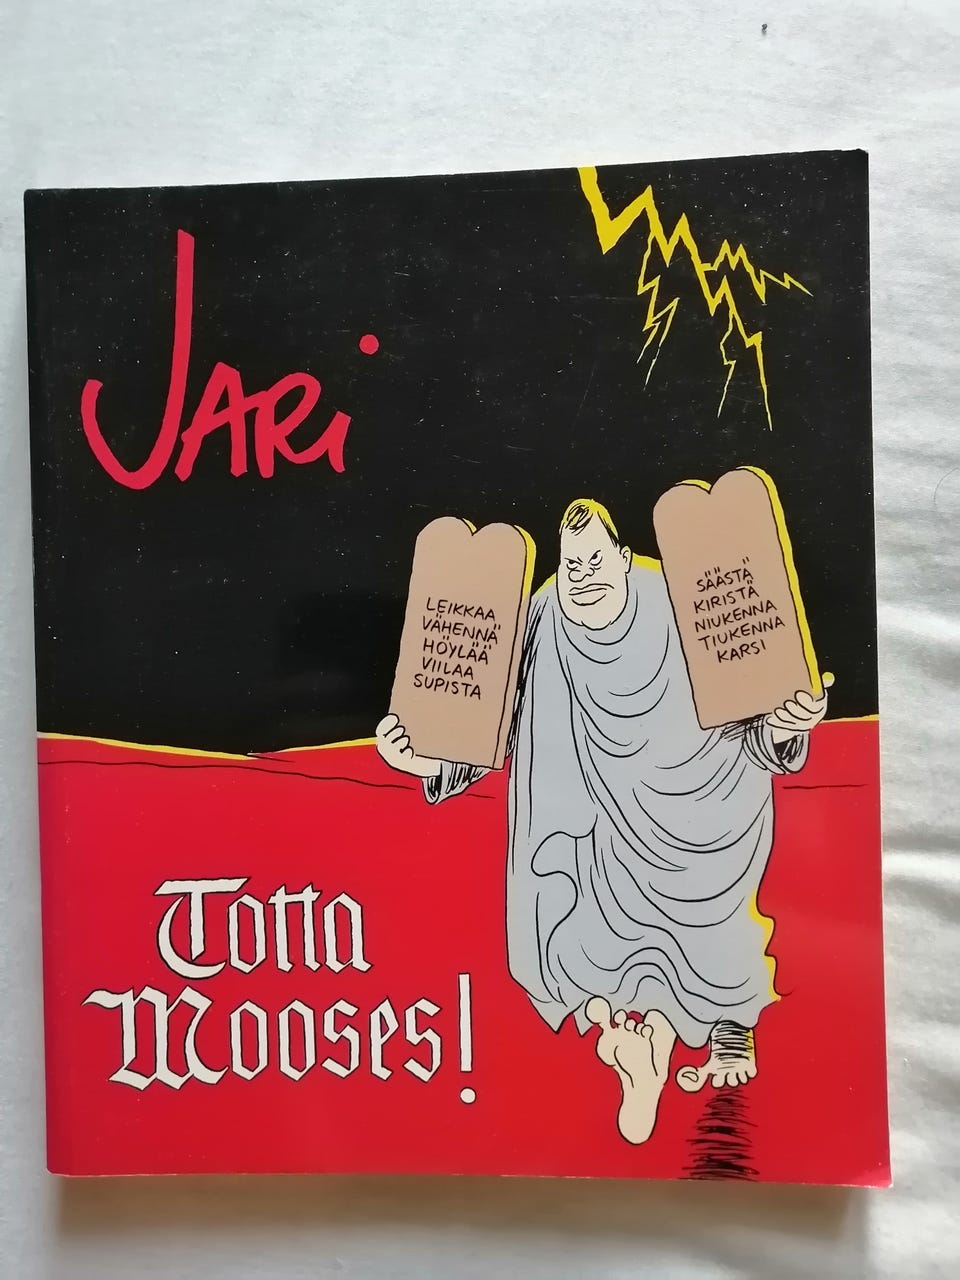 JARi
LEIKKAA
VÄHENNÄ
HÖYLÄÄ
VIILAA
SUPISTA
SÄÄSTÄ
KIRISTÄ
NIUKENNA
TIUKENNA
KARSI
Totta
Mooses!